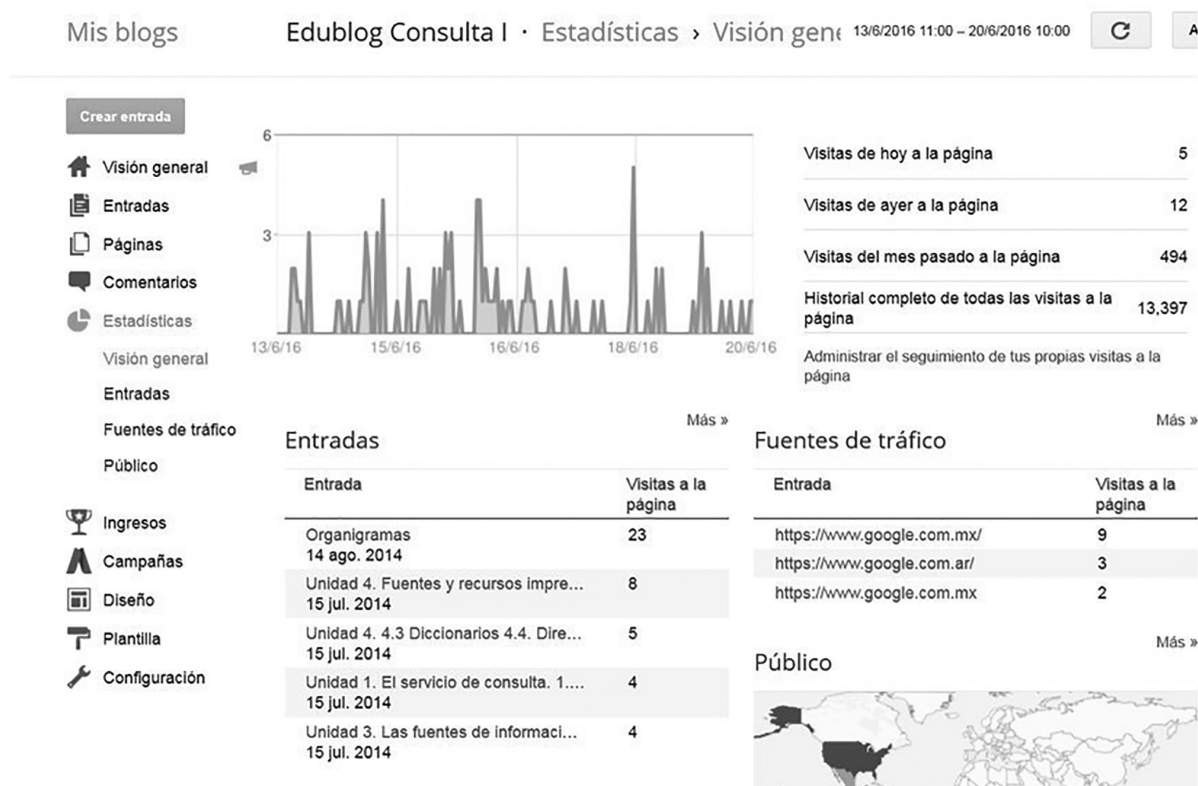 Mis blogs
Edublog Consulta I · Estadísticas › Visión gene 13/6/2016 11:00 – 20/6/2016 10:00
A
Crear entrada
Visión general
Entradas
Páginas
Comentarios
Estadísticas
Visión general
Entradas
Fuentes de tráfico
Público
Ingresos
Campañas
Diseño
Plantilla
Configuración
6
3
13/6/16 15/6/16 16/6/16 18/6/16 20/6/16
Visitas de hoy a la página 5
Visitas de ayer a la página 12
Visitas del mes pasado a la página 494
Historial completo de todas las visitas a la
página 13,397
Administrar el seguimiento de tus propias visitas a la
página
Más »
Entradas
Entrada Visitas a la
página
Organigramas 23
14 ago. 2014
Unidad 4. Fuentes y recursos impre... 8
15 jul. 2014
Unidad 4. 4.3 Diccionarios 4.4. Dire... 5
15 jul. 2014
Unidad 1. El servicio de consulta. 1.... 4
15 jul. 2014
Unidad 3. Las fuentes de informaci... 4
15 jul. 2014
Más »
Fuentes de tráfico
Entrada Visitas a la
página
https://www.google.com.mx/ 9
https://www.google.com.ar/ 3
https://www.google.com.mx 2
Más »
Público